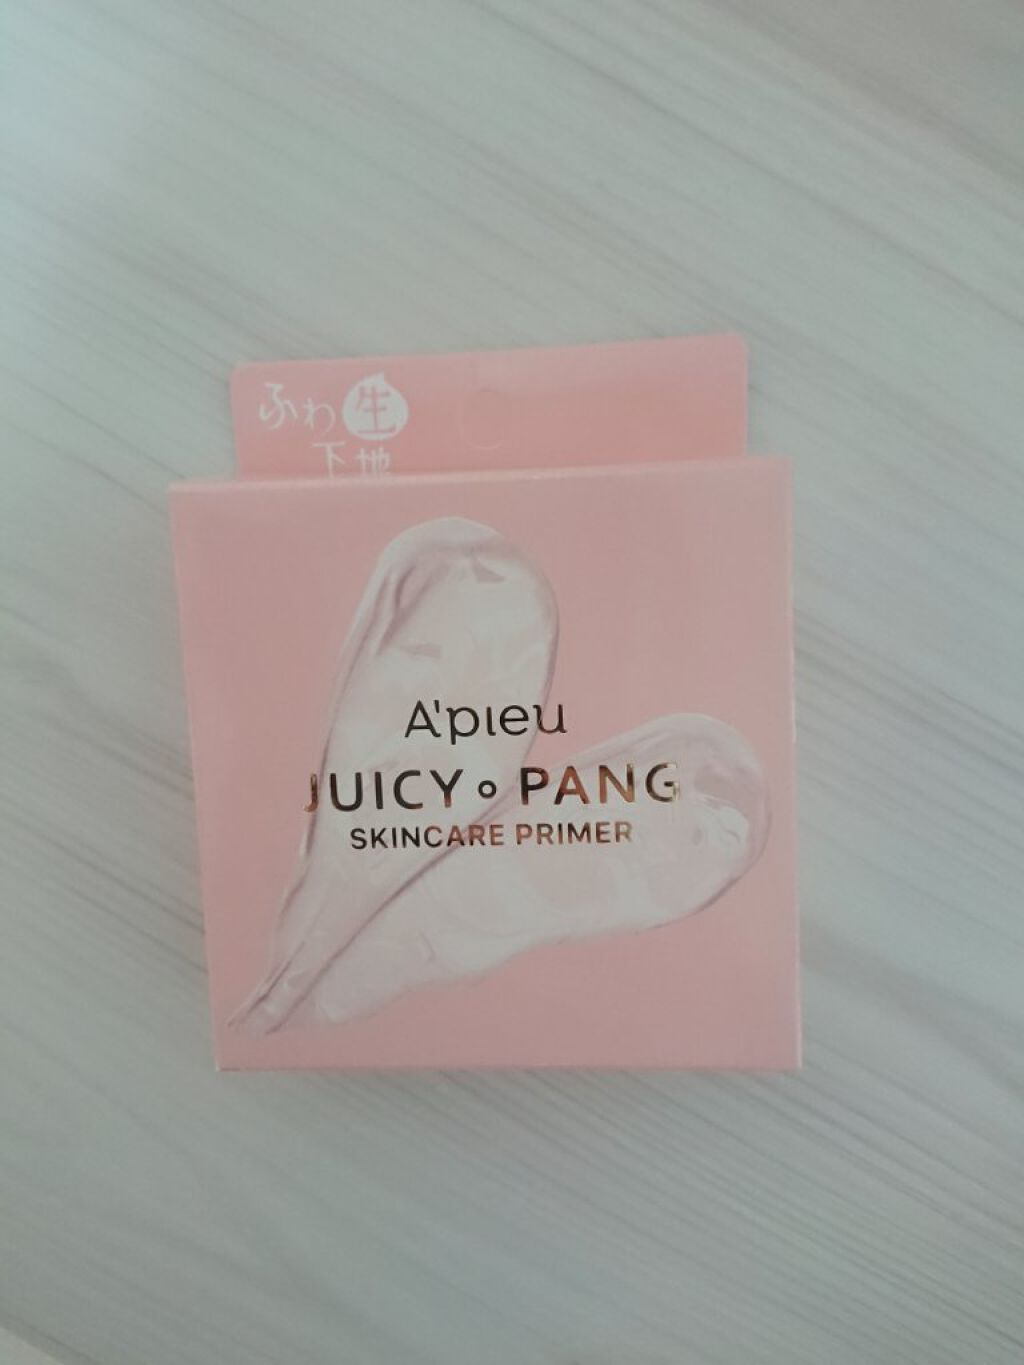 ふわ生
下地
A'pieu
JUICY PANG
SKINCARE PRIMER